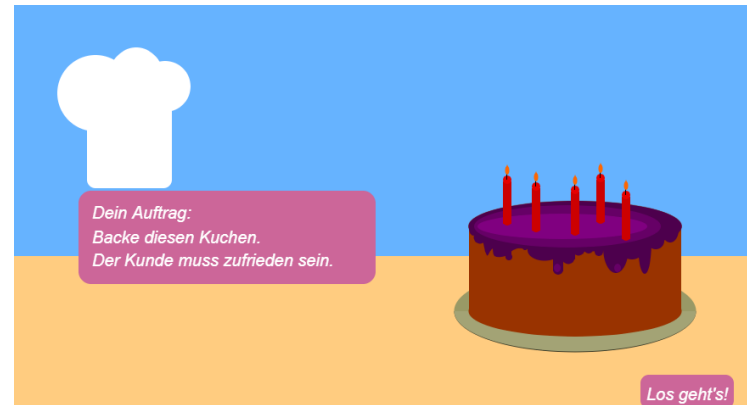 Dein Auftrag:
Backe diesen Kuchen.
Der Kunde muss zufrieden sein.
Los geht's!